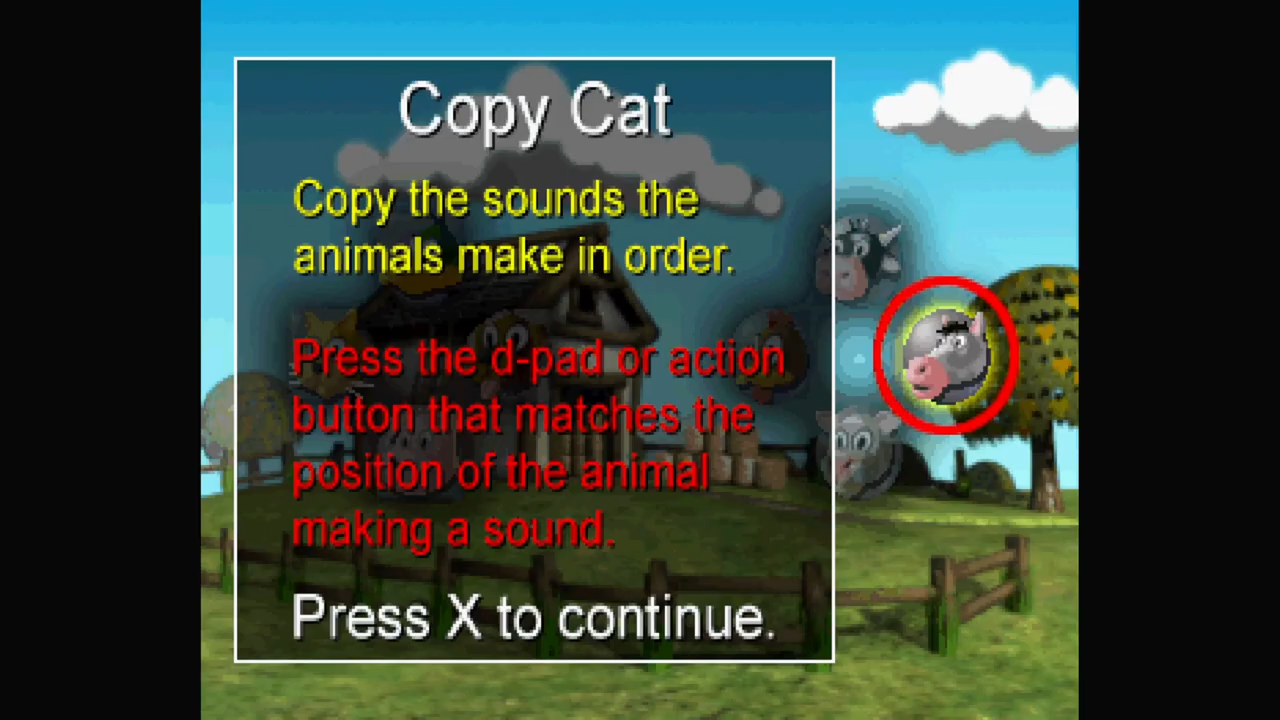 Copy Cat
Copy the sounds the
animals make in order.
Press the d-pad or action
button that matches the
position of the animal
making a sound.
Press X to continue.